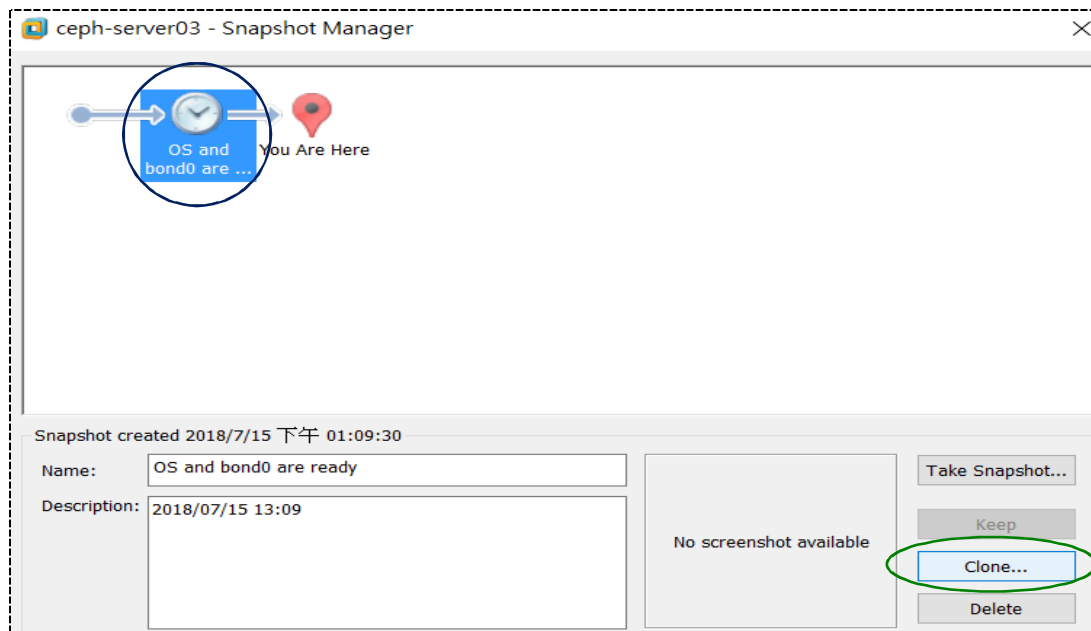 ceph-server03 - Snapshot Manager
OS and
bond0 are ...
You Are Here
Snapshot created 2018/7/15 下午 01:09:30
Name:
OS and bond0 are ready
Take Snapshot...
Description:
2018/07/15 13:09
No screenshot available
Keep
Clone...
Delete